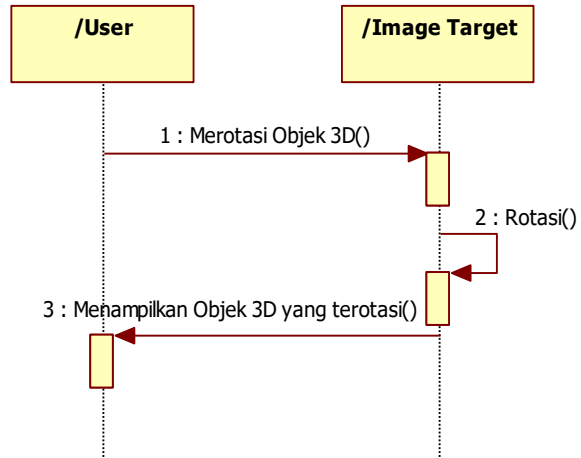 /User
/Image Target
1 : Merotasi Objek 3D()
2 : Rotasi()
3 : Menampilkan Objek 3D yang terotasi()